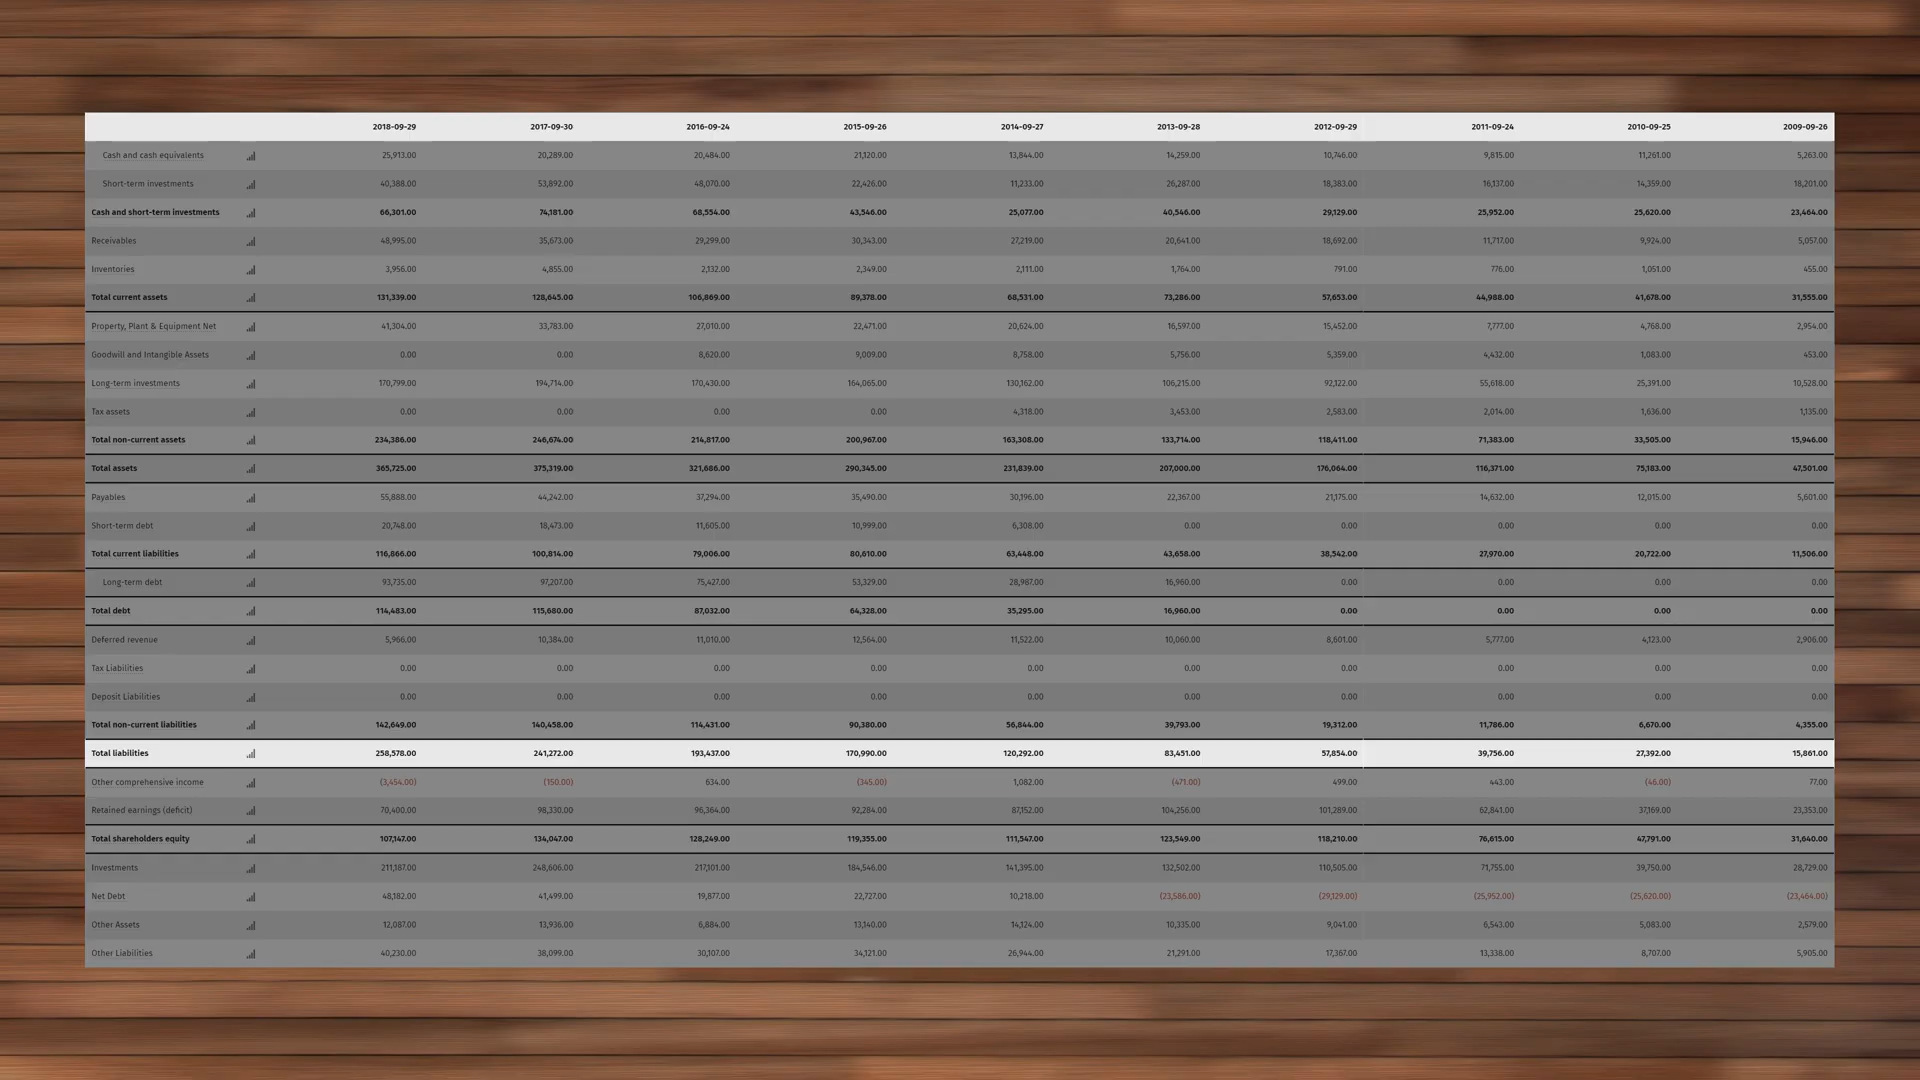 2018-09-29 2017-09-30 2016-09-24 2015-09-26 2014-09-27 2013-09-28 2012-09-29 2011-09-24 2010-09-25 2009-09-26
Cash and cash equivalents 25,913.00 20,289.00 20,484.00 21,120.00 13,844.00 14,259.00 10,746.00 9,815.00 11,261.00 5,263.00
Short-term investments 40,388.00 53,892.00 48,070.00 22,426.00 11,233.00 26,287.00 18,383.00 16,137.00 14,359.00 18,201.00
Cash and short-term investments 66,301.00 74,181.00 68,554.00 43,546.00 25,077.00 40,546.00 29,129.00 25,952.00 25,620.00 23,464.00
Receivables 48,995.00 35,673.00 29,299.00 30,343.00 27,219.00 20,641.00 18,692.00 11,717.00 9,924.00 5,057.00
Inventories 3,956.00 4,855.00 2,132.00 2,349.00 2,111.00 1,764.00 791.00 776.00 1,051.00 455.00
Total current assets 131,339.00 128,645.00 106,869.00 89,378.00 68,531.00 73,286.00 57,653.00 44,988.00 41,678.00 31,555.00
Property, Plant & Equipment Net 41,304.00 33,783.00 27,010.00 22,471.00 20,624.00 16,597.00 15,452.00 7,777.00 4,768.00 2,954.00
Goodwill and Intangible Assets 0.00 0.00 8,620.00 9,009.00 8,758.00 5,756.00 5,359.00 4,432.00 1,083.00 453.00
Long-term investments 170,799.00 194,714.00 170,430.00 164,065.00 130,162.00 106,215.00 92,122.00 55,618.00 25,391.00 10,528.00
Tax assets 0.00 0.00 0.00 0.00 4,318.00 3,453.00 2,583.00 2,014.00 1,636.00 1,135.00
Total non-current assets 234,386.00 246,674.00 214,817.00 200,967.00 163,308.00 133,714.00 118,411.00 71,383.00 33,505.00 15,946.00
Total assets 365,725.00 375,319.00 321,686.00 290,345.00 231,839.00 207,000.00 176,064.00 116,371.00 75,183.00 47,501.00
Payables 55,888.00 44,242.00 37,294.00 35,490.00 30,196.00 22,367.00 21,175.00 14,632.00 12,015.00 5,601.00
Short-term debt 20,748.00 18,473.00 11,605.00 10,999.00 6,308.00 0.00 0.00 0.00 0.00 0.00
Total current liabilities 116,866.00 100,814.00 79,006.00 80,610.00 63,448.00 43,658.00 38,542.00 27,970.00 20,722.00 11,506.00
Long-term debt 93,735.00 97,207.00 75,427.00 53,329.00 28,987.00 16,960.00 0.00 0.00 0.00 0.00
Total debt 114,483.00 115,680.00 87,032.00 64,328.00 35,295.00 16,960.00 0.00 0.00 0.00 0.00
Deferred revenue 5,966.00 10,384.00 11,010.00 12,564.00 11,522.00 10,060.00 8,601.00 5,777.00 4,123.00 2,906.00
Tax Liabilities 0.00 0.00 0.00 0.00 0.00 0.00 0.00 0.00 0.00 0.00
Deposit Liabilities 0.00 0.00 0.00 0.00 0.00 0.00 0.00 0.00 0.00 0.00
Total non-current liabilities 142,649.00 140,458.00 114,431.00 90,380.00 56,844.00 39,793.00 19,312.00 11,786.00 6,670.00 4,355.00
Total liabilities 258,578.00 241,272.00 193,437.00 170,990.00 120,292.00 83,451.00 57,854.00 39,756.00 27,392.00 15,861.00
Other comprehensive income (3,454.00) (150.00) 634.00 (345.00) 1,082.00 (471.00) 499.00 443.00 (46.00) 77.00
Retained earnings (deficit) 70,400.00 98,330.00 96,364.00 92,284.00 87,152.00 104,256.00 101,289.00 62,841.00 37,169.00 23,353.00
Total shareholders equity 107,147.00 134,047.00 128,249.00 119,355.00 111,547.00 123,549.00 118,210.00 76,615.00 47,791.00 31,640.00
Investments 211,187.00 248,606.00 217,101.00 184,546.00 141,395.00 132,502.00 110,505.00 71,755.00 39,750.00 28,729.00
Net Debt 48,182.00 41,499.00 19,877.00 22,727.00 10,218.00 (23,586.00) (29,129.00) (25,952.00) (25,620.00) (23,464.00)
Other Assets 12,087.00 13,936.00 6,884.00 13,140.00 14,124.00 10,335.00 9,041.00 6,543.00 5,083.00 2,579.00
Other Liabilities 40,230.00 38,099.00 30,107.00 34,121.00 26,944.00 21,291.00 17,367.00 13,338.00 8,707.00 5,905.00